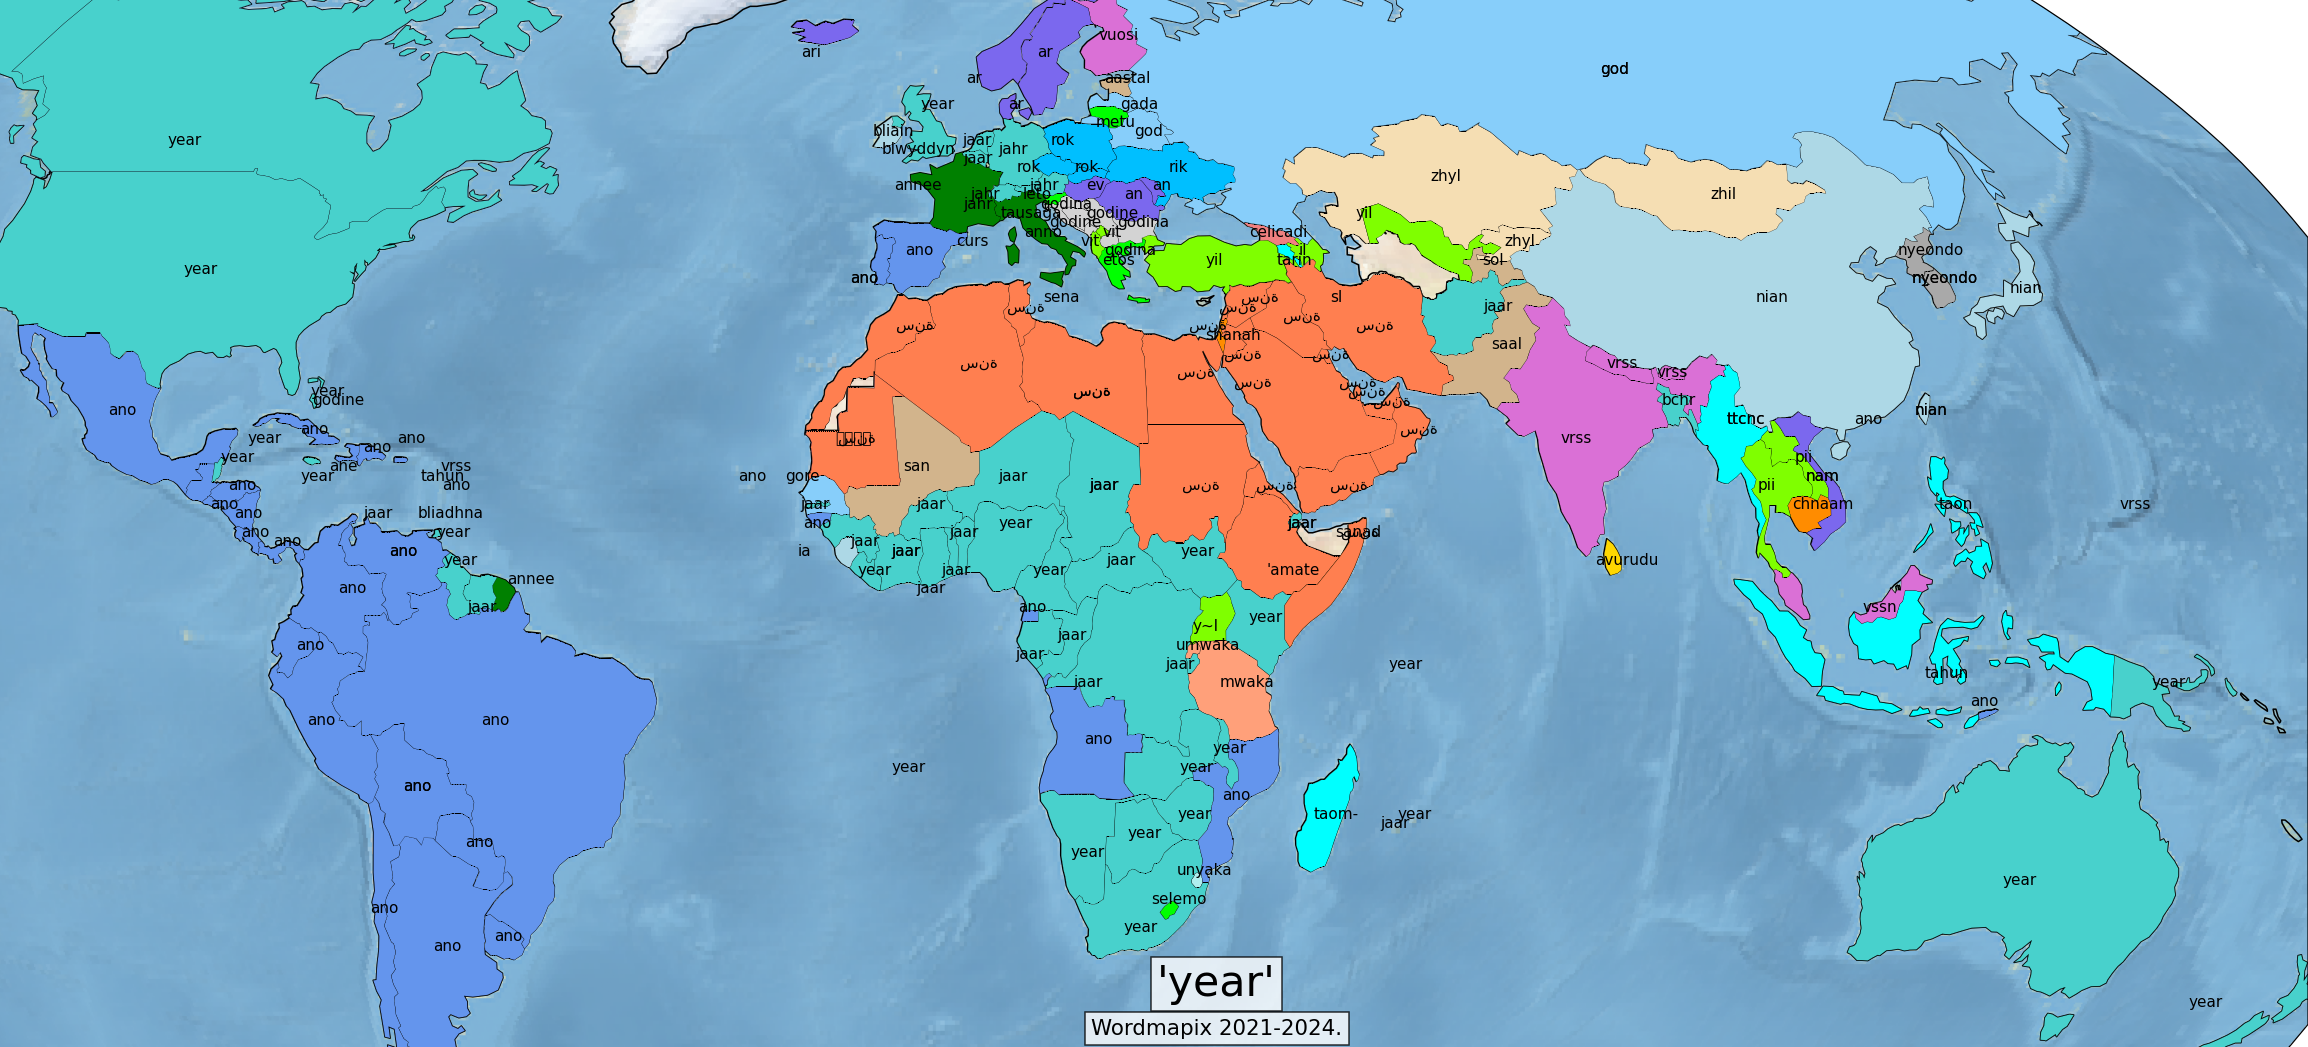 vuosi
ari
ar
ar
aastal
god
year
ar
gada
metu
god
bliain
blwyddyn
jaar
jaar
jahr
rok
year
rok
rok
rik
zhyl
annee
jahr
jahr
jahr
leto
ev
an
an
zhil
tausaga
godina
godine
godine
godina
yil
curs
ano
anno
vit
vit
godina
etos
celicadi
il
tarin
zhyl
sol
nyeondo
yil
year
ano
nyeondo
nian
nian
sena
سنة
سنة
سنة
سنة
sl
سنة
سنة
jaar
سنة
shanah
saal
سنة
سنة
سنة
سنة
سنة
سنة
vrss
vrss
سنة
سنة
سنة
year
godine
bchr
ano
nian
ano
ttcnc
ano
year
ano
ano
سنة
سنة
vrss
year
ane
year
vrss
tahun
ano
ano
gore
san
jaar
jaar
سنة
سنة
سنة
pii
pii
nam
ano
ano
ano
jaar
bliadhna
jaar
jaar
chnaam
taon
vrss
ano
year
jaar
year
jaar
sanad
ano
ano
ano
year
ia
jaar
jaar
year
jaar
jaar
year
year
jaar
'amate
avurudu
annee
ano
jaar
jaar
ano
year
y~l
vssn
ano
jaar
jaar
umwaka
jaar
year
mwaka
jaar
tahun
year
ano
ano
ano
ano
year
year
year
ano
ano
year
taom-
year
jaar
ano
year
year
unyaka
year
selemo
ano
ano
year
ano
year
'year'
Wordmapix 2021-2024.